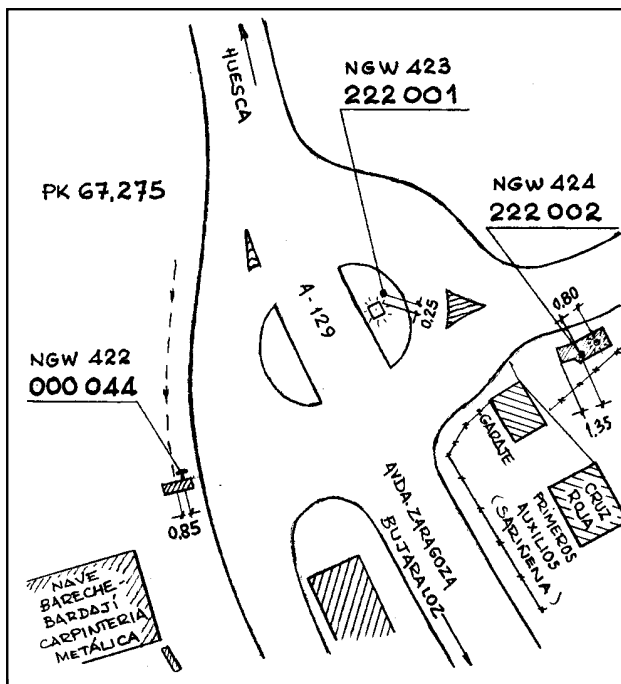 HUESCA
NGW 423
222 001
PK 67,275
NGW 424
222 002
A-129
0,25
0,80
NGW 422
000 044
1,35
GARAJE
0,85
AVDA. ZARAGOZA
BUJARALOZ
CRUZ
ROJA
PRIMEROS
AUXILIOS
(SARIÑENA)
NAVE
BARECHE-
BARDAJÍ
CARPINTERIA
METÁLICA